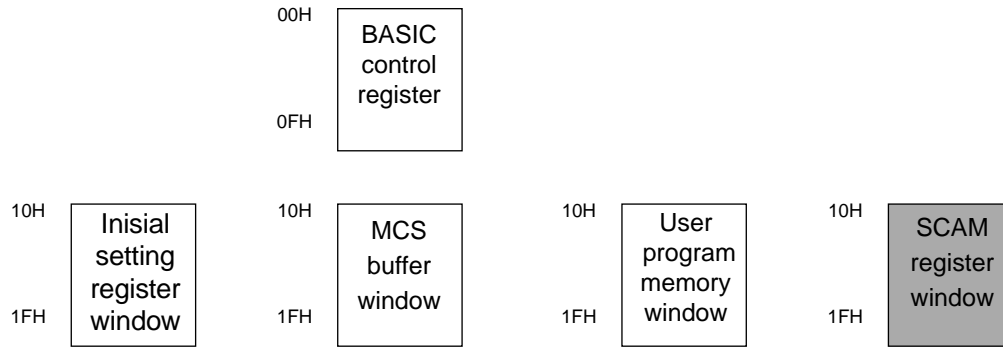 00H
BASIC
control
register
0FH
10H
Inisial
setting
register
window
1FH
10H
MCS
buffer
window
1FH
10H
User
program
memory
window
1FH
10H
SCAM
register
window
1FH